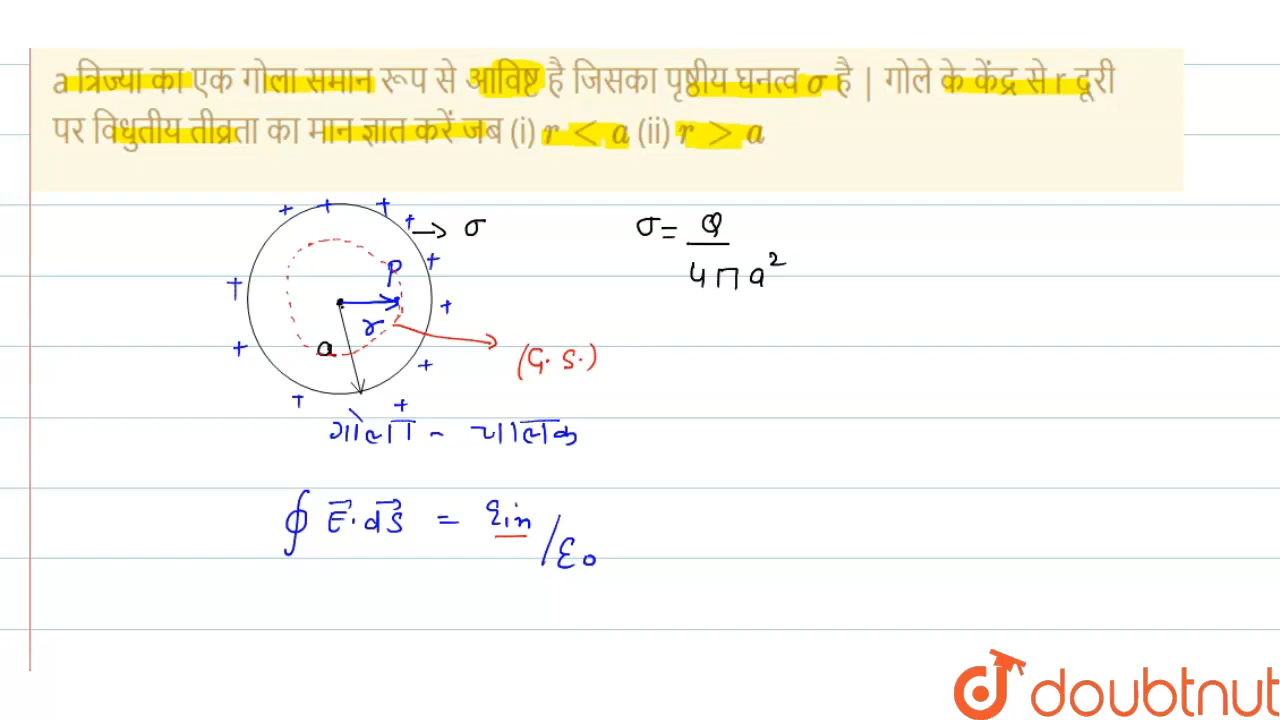 a त्रिज्या का एक गोला समान रूप से आविष्ट है जिसका पृष्ठीय घनत्व σ है | गोले के केंद्र से r दूरी
पर विधुतीय तीव्रता का मान ज्ञात करें जब (i) r < a (ii) r > a
+ + + + → σ
σ = Q / 4πa²
+ + + + + + + +
P
r
a
(G. S.)
गोला - चालक
∮ E⃗ · dS⃗ = qin / ε0
doubtnut